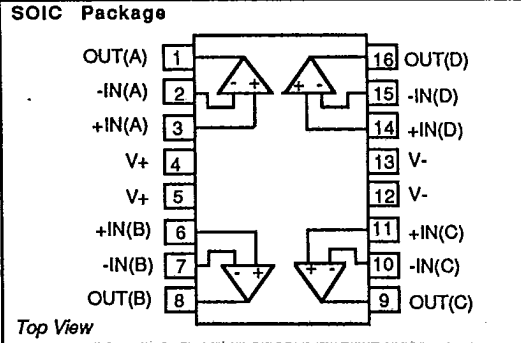 SOIC Package
OUT(A) 1 16 OUT(D)
-IN(A) 2 15 -IN(D)
+IN(A) 3 14 +IN(D)
V+ 4 13 V-
V+ 5 12 V-
+IN(B) 6 11 +IN(C)
-IN(B) 7 10 -IN(C)
OUT(B) 8 9 OUT(C)
- + + -
- + + -
Top View